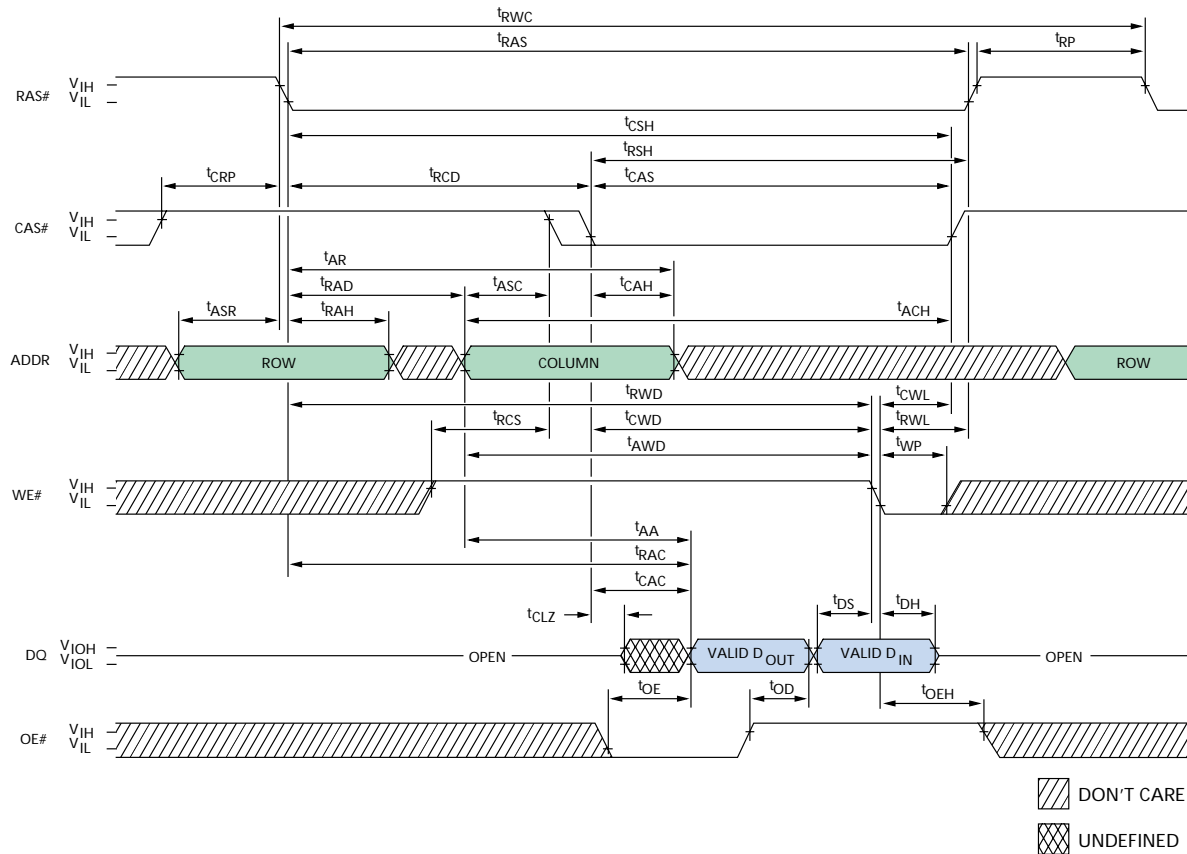 tRWC
tRAS
tRP
RAS#
VIH
VIL
tCSH
tRSH
tCRP
tRCD
tCAS
CAS#
VIH
VIL
tAR
tRAD
tASC
tCAH
tASR
tRAH
tACH
ADDR
VIH
VIL
ROW
COLUMN
ROW
tRWD
tCWL
tRCS
tCWD
tRWL
tAWD
tWP
WE#
VIH
VIL
tAA
tRAC
tCAC
tCLZ
tDS
tDH
DQ
VIOH
VIOL
OPEN
VALID DOUT
VALID DIN
OPEN
tOE
tOD
tOEH
OE#
VIH
VIL
DON'T CARE
UNDEFINED